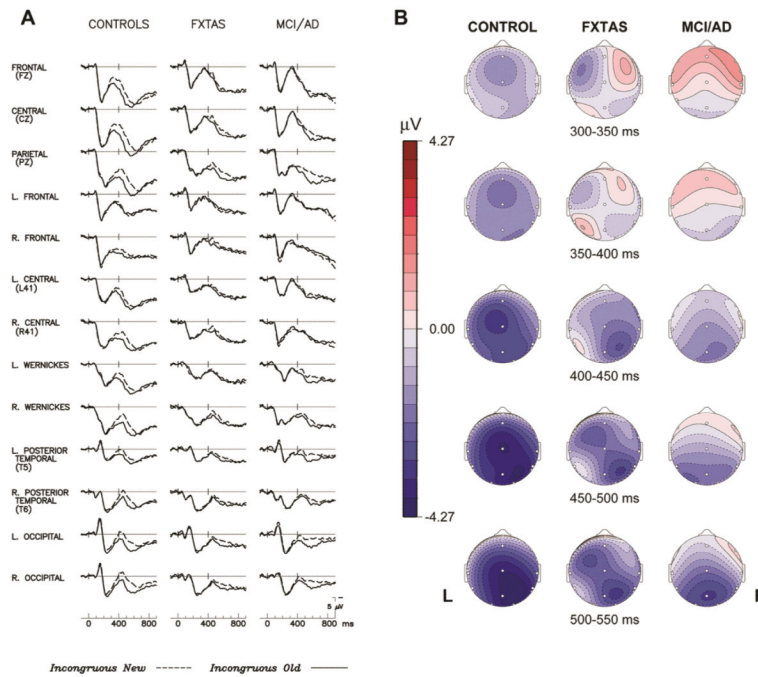 A
CONTROLS FXTAS MCI/AD
FRONTAL
(FZ)
CENTRAL
(CZ)
PARIETAL
(PZ)
L. FRONTAL
R. FRONTAL
L. CENTRAL
(L41)
R. CENTRAL
(R41)
L. WERNICKES
R. WERNICKES
L. POSTERIOR
TEMPORAL
(T5)
R. POSTERIOR
TEMPORAL
(T6)
L. OCCIPITAL
R. OCCIPITAL
5 μV
0 400 800 0 400 800 0 400 800 ms
Incongruous New Incongruous Old
B
CONTROL FXTAS MCI/AD
μV
4.27
0.00
-4.27
300-350 ms
350-400 ms
400-450 ms
450-500 ms
500-550 ms
L